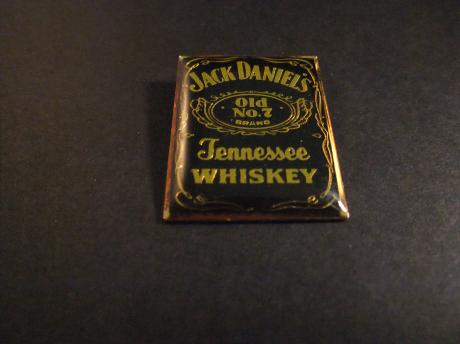 JACK DANIEL'S
Old
No.7
BRAND
Tennessee
WHISKEY